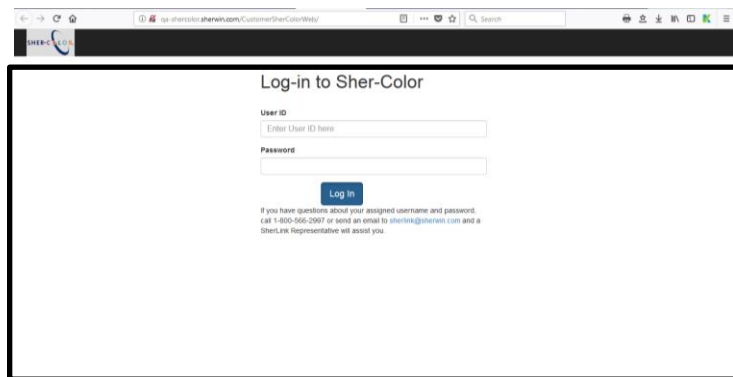 qa-shercolor.sherwin.com/CustomerSherColorWeb/
Search
SHER-COLOR
Log-in to Sher-Color
User ID
Enter User ID here
Password
Log In
If you have questions about your assigned username and password,
call 1-800-566-2997 or send an email to sherlink@sherwin.com and a
SherLink Representative will assist you.